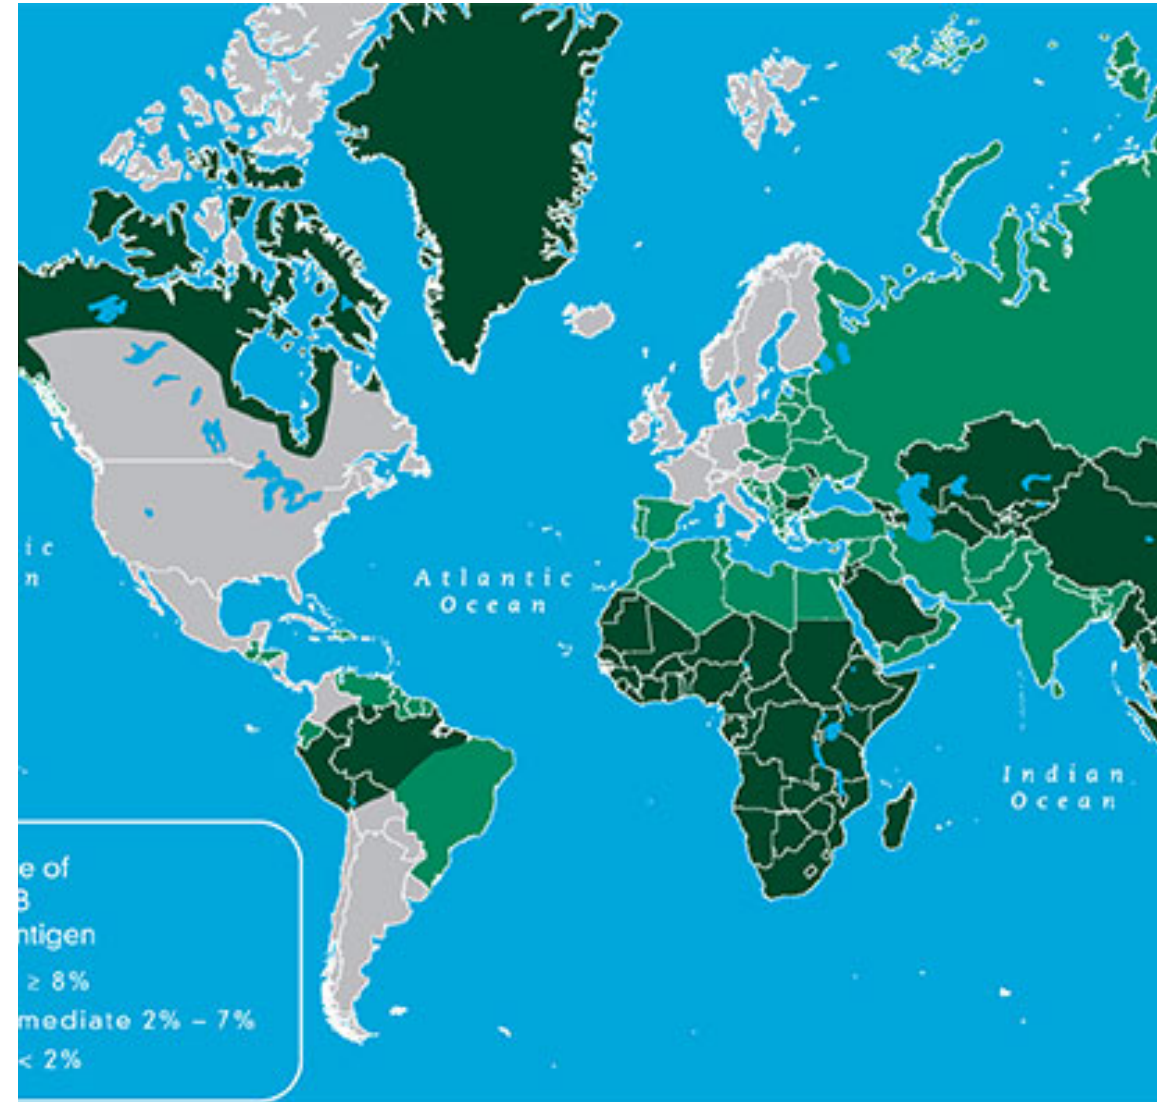 ic
n
Atlantic
Ocean
Indian
Ocean
e of
B
ntigen
≥ 8%
mediate 2% – 7%
< 2%